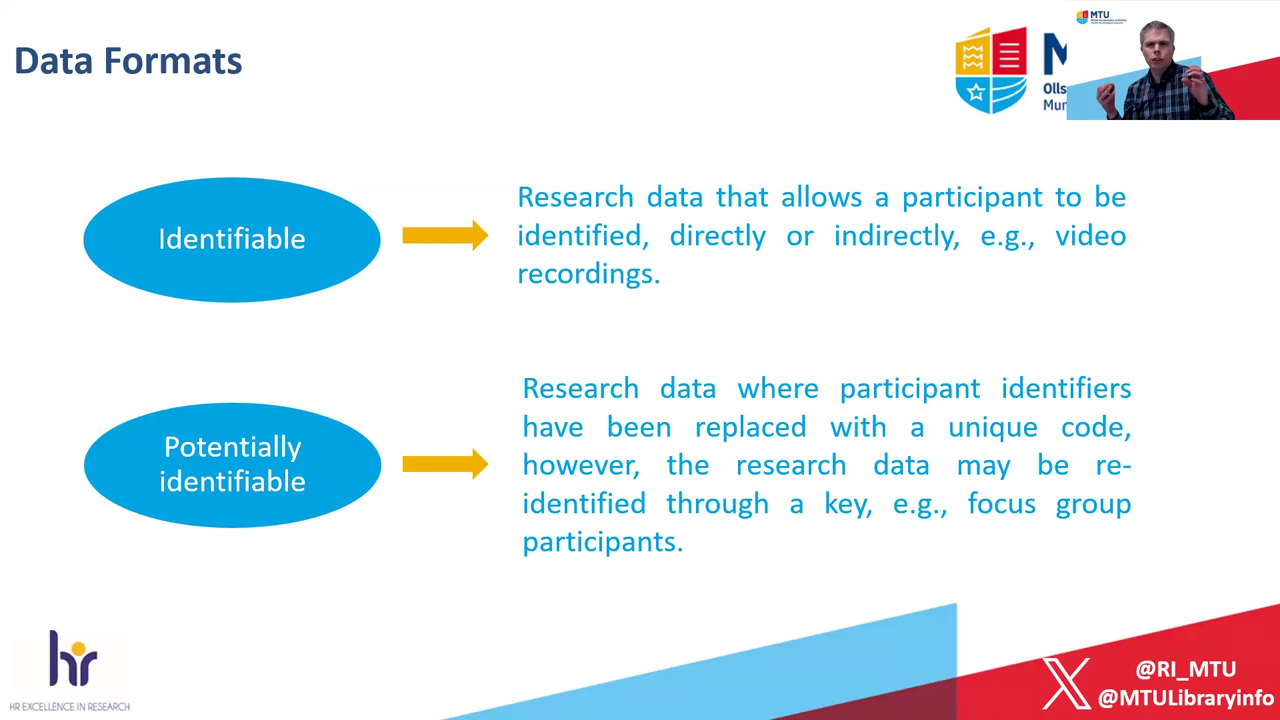 Data Formats
MTU
Olls
Mur
Identifiable
Research data that allows a participant to be
identified, directly or indirectly, e.g., video
recordings.
Potentially
identifiable
Research data where participant identifiers
have been replaced with a unique code,
however, the research data may be re-
identified through a key, e.g., focus group
participants.
hr
HR EXCELLENCE IN RESEARCH
@RI_MTU
@MTULibraryinfo